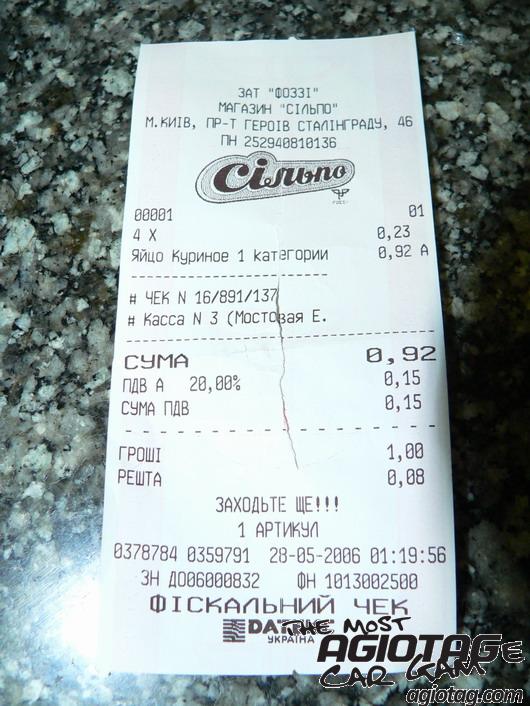 ЗАТ "ФОЗЗІ"
МАГАЗИН "СІЛЬПО"
М.КИЇВ, ПР-Т ГЕРОЇВ СТАЛІНГРАДУ, 46
ПН 252940810136
Сільпо
00001 01
4 X 0,23
Яйцо Куриное 1 категории 0,92 А
# ЧЕК N 16/891/137
# Касса N 3 (Мостовая Е.
СУМА 0,92
ПДВ А 20,00% 0,15
СУМА ПДВ 0,15
ГРОШІ 1,00
РЕШТА 0,08
ЗАХОДЬТЕ ЩЕ!!!
1 АРТИКУЛ
0378784 0359791 28-05-2006 01:19:56
ЗН ДО06000832 ФН 1013002500
ФІСКАЛЬНИЙ ЧЕК
УКРАЇНА
THE MOST
AGIOTAGe
CAR
agiotag.com